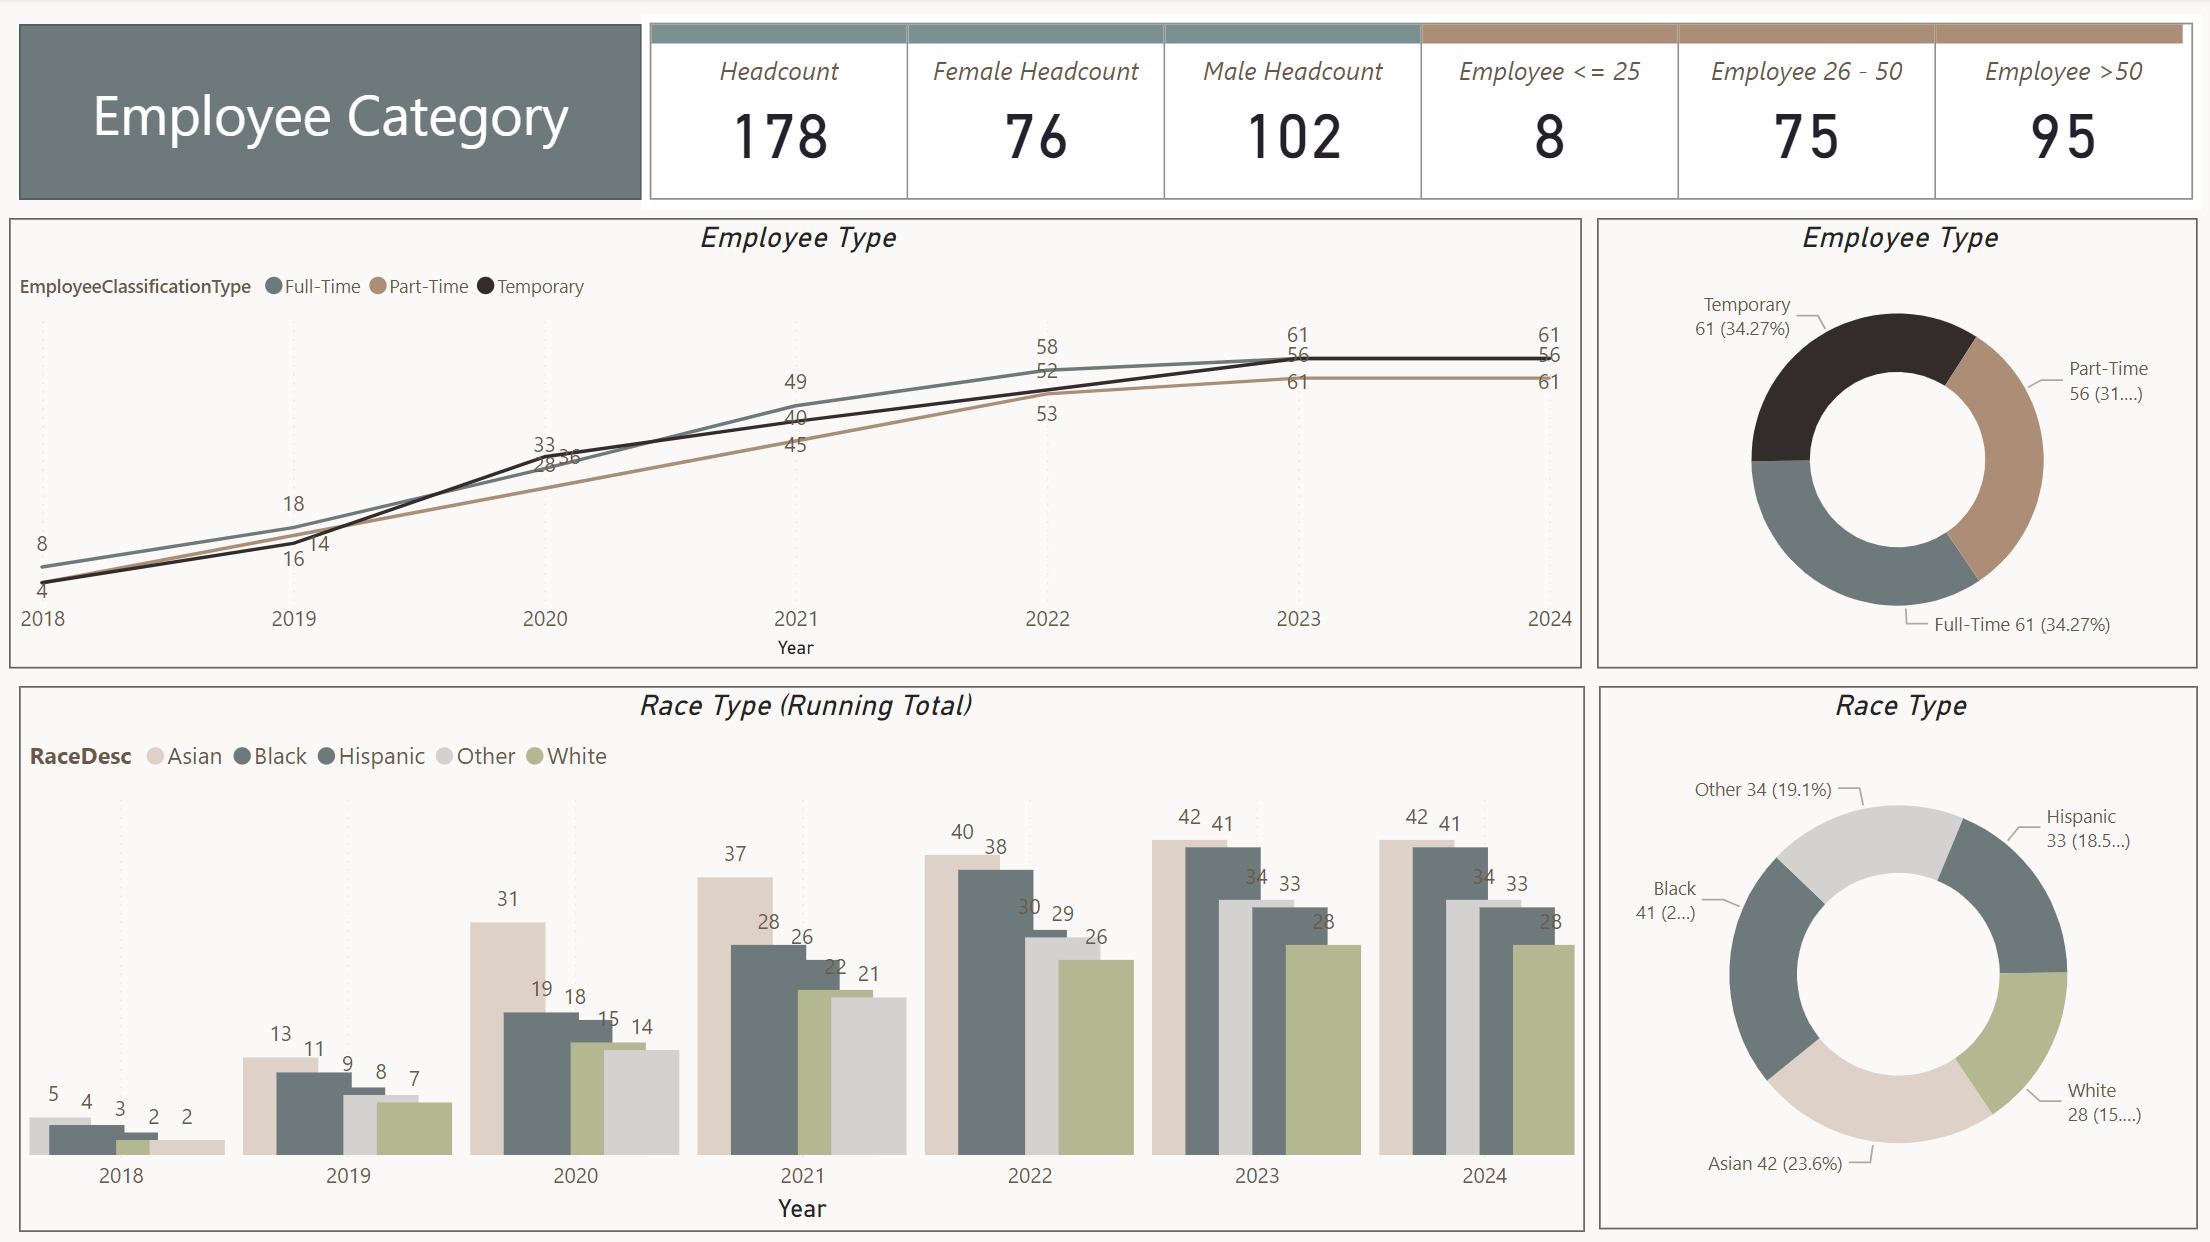 Employee Category
Headcount
178
Female Headcount
76
Male Headcount
102
Employee <= 25
8
Employee 26 - 50
75
Employee >50
95
Employee Type
EmployeeClassificationType Full-Time Part-Time Temporary
8
4
18
16
14
33
28
36
49
40
45
58
52
53
61
56
61
61
56
61
2018 2019 2020 2021 2022 2023 2024
Year
Employee Type
Temporary
61 (34.27%)
Part-Time
56 (31....)
Full-Time 61 (34.27%)
Race Type (Running Total)
RaceDesc Asian Black Hispanic Other White
5 4 3 2 2
13 11 9 8 7
31 19 18 15 14
37 28 26 22 21
40 38 30 29 26
42 41 34 33 28
42 41 34 33 28
2018 2019 2020 2021 2022 2023 2024
Year
Race Type
Other 34 (19.1%)
Hispanic
33 (18.5...)
Black
41 (2...)
White
28 (15....)
Asian 42 (23.6%)